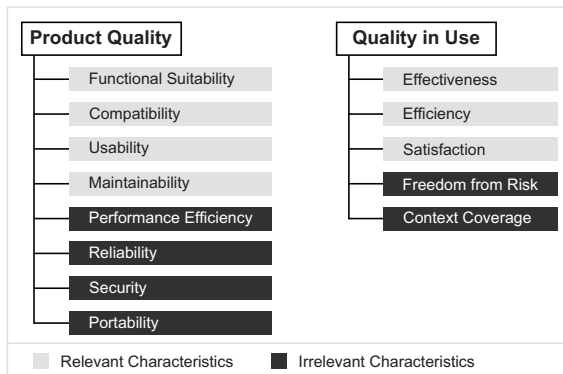 Product Quality
Functional Suitability
Compatibility
Usability
Maintainability
Performance Efficiency
Reliability
Security
Portability
Quality in Use
Effectiveness
Efficiency
Satisfaction
Freedom from Risk
Context Coverage
Relevant Characteristics
Irrelevant Characteristics